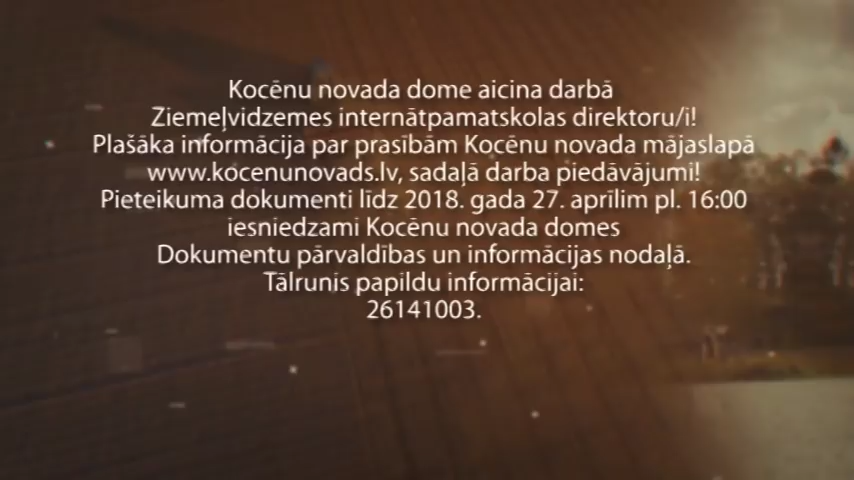 Kocēnu novada dome aicina darbā
Ziemeļvidzemes internātpamatskolas direktoru/i!
Plašāka informācija par prasībām Kocēnu novada mājaslapā
www.kocenunovads.lv, sadaļā darba piedāvājumi!
Pieteikuma dokumenti līdz 2018. gada 27. aprīlim pl. 16:00
iesniedzami Kocēnu novada domes
Dokumentu pārvaldības un informācijas nodaļā.
Tālrunis papildu informācijai:
26141003.